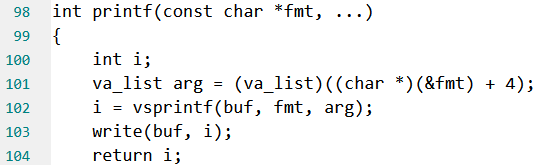 98 int printf(const char *fmt, ...)
99 {
100     int i;
101     va_list arg = (va_list)((char *)(&fmt) + 4);
102     i = vsprintf(buf, fmt, arg);
103     write(buf, i);
104     return i;